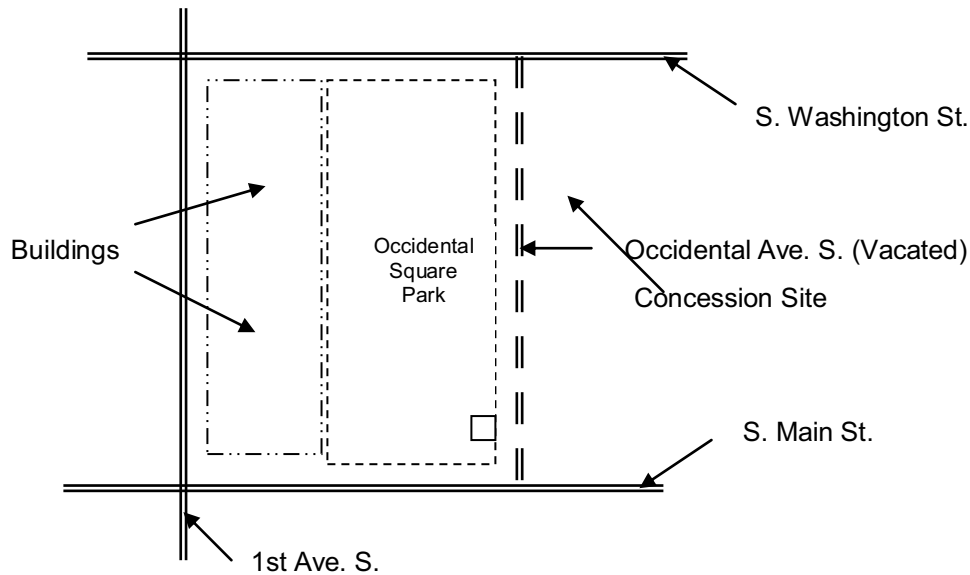 S. Washington St.
Buildings
Occidental
Square
Park
Occidental Ave. S. (Vacated)
Concession Site
S. Main St.
1st Ave. S.